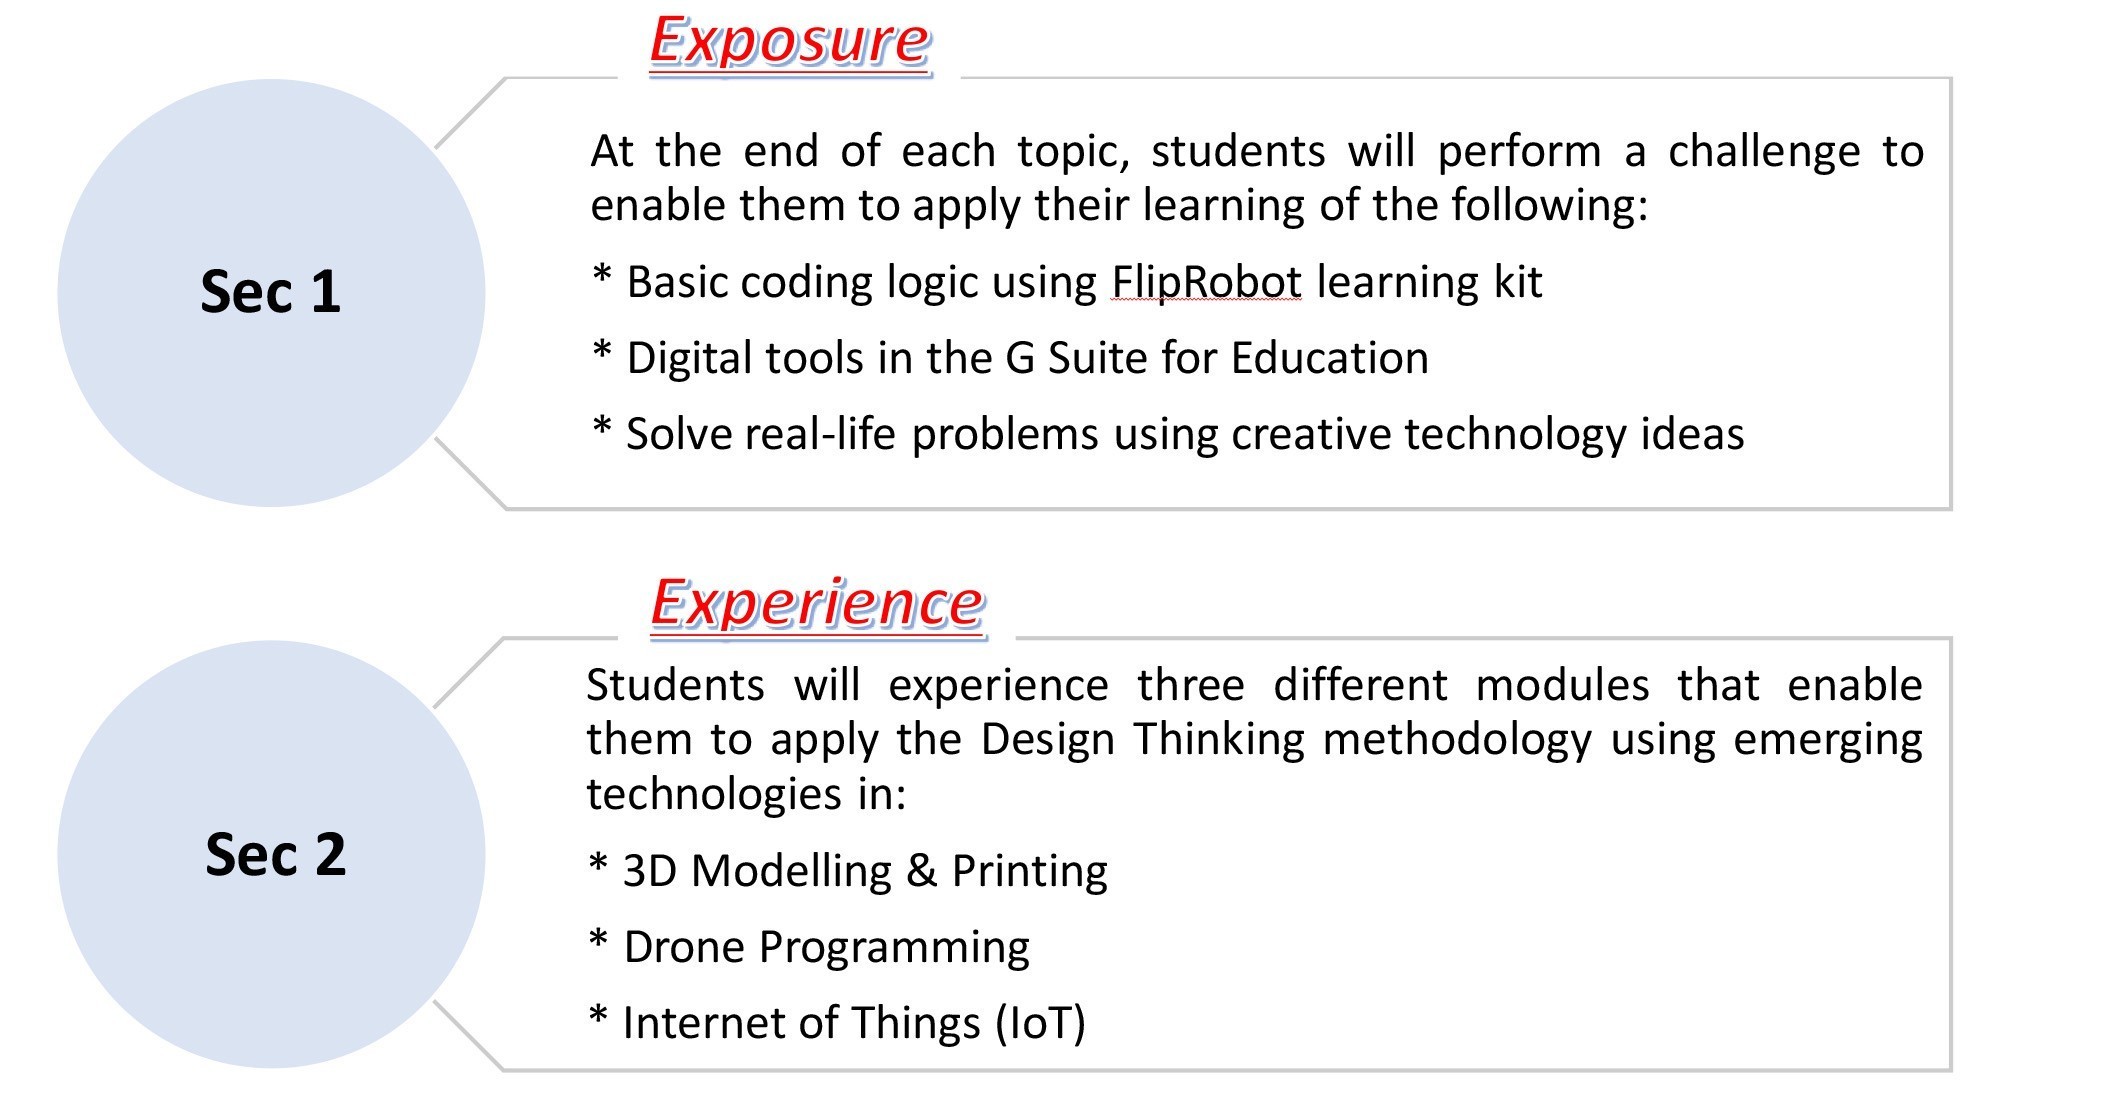 Exposure
Sec 1
At the end of each topic, students will perform a challenge to
enable them to apply their learning of the following:
* Basic coding logic using FlipRobot learning kit
* Digital tools in the G Suite for Education
* Solve real-life problems using creative technology ideas
Experience
Sec 2
Students will experience three different modules that enable
them to apply the Design Thinking methodology using emerging
technologies in:
* 3D Modelling & Printing
* Drone Programming
* Internet of Things (IoT)